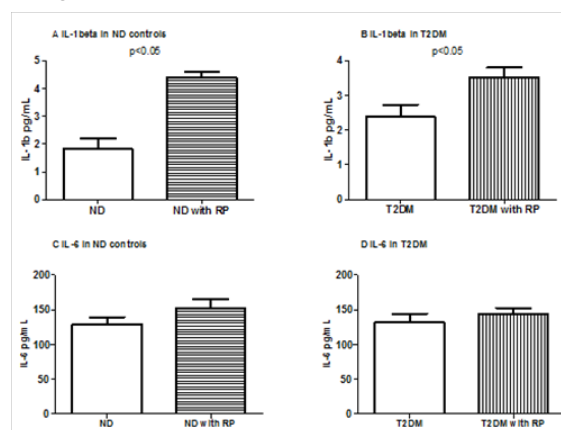 A IL-1beta in ND controls
p<0.05
IL-1b pg/mL
5
4
3
2
1
0
ND
ND with RP
B IL-1beta in T2DM
p<0.05
IL-1b pg/mL
4
3
2
1
0
T2DM
T2DM with RP
C IL-6 in ND controls
IL-6 pg/mL
200
150
100
50
0
ND
ND with RP
D IL-6 in T2DM
IL-6 pg/mL
200
150
100
50
0
T2DM
T2DM with RP